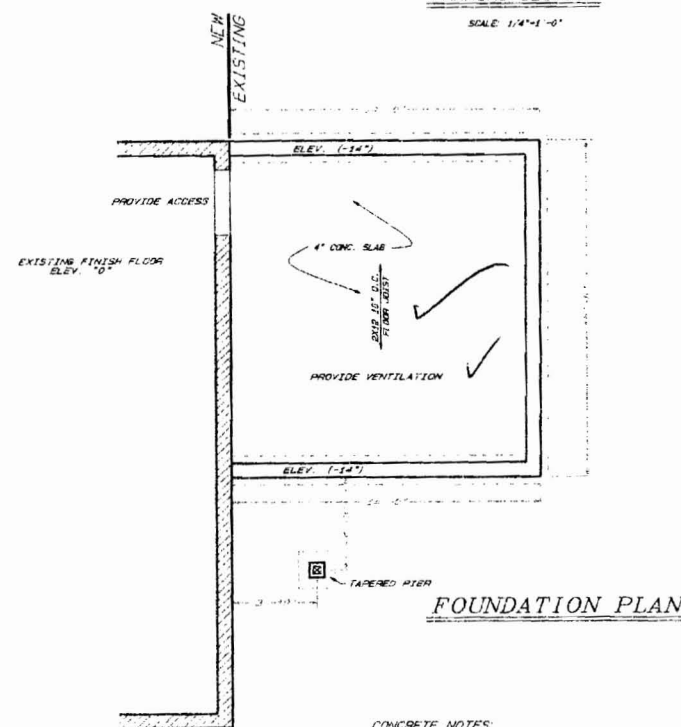 SCALE: 1/4"=1'-0"
NEW
EXISTING
ELEV. (-14")
PROVIDE ACCESS
4" CONC. SLAB
EXISTING FINISH FLOOR
ELEV. "0"
2X12 16" O.C.
FLOOR JOIST
PROVIDE VENTILATION
ELEV. (-14")
TAPERED PIER
FOUNDATION PLAN
CONCRETE NOTES: